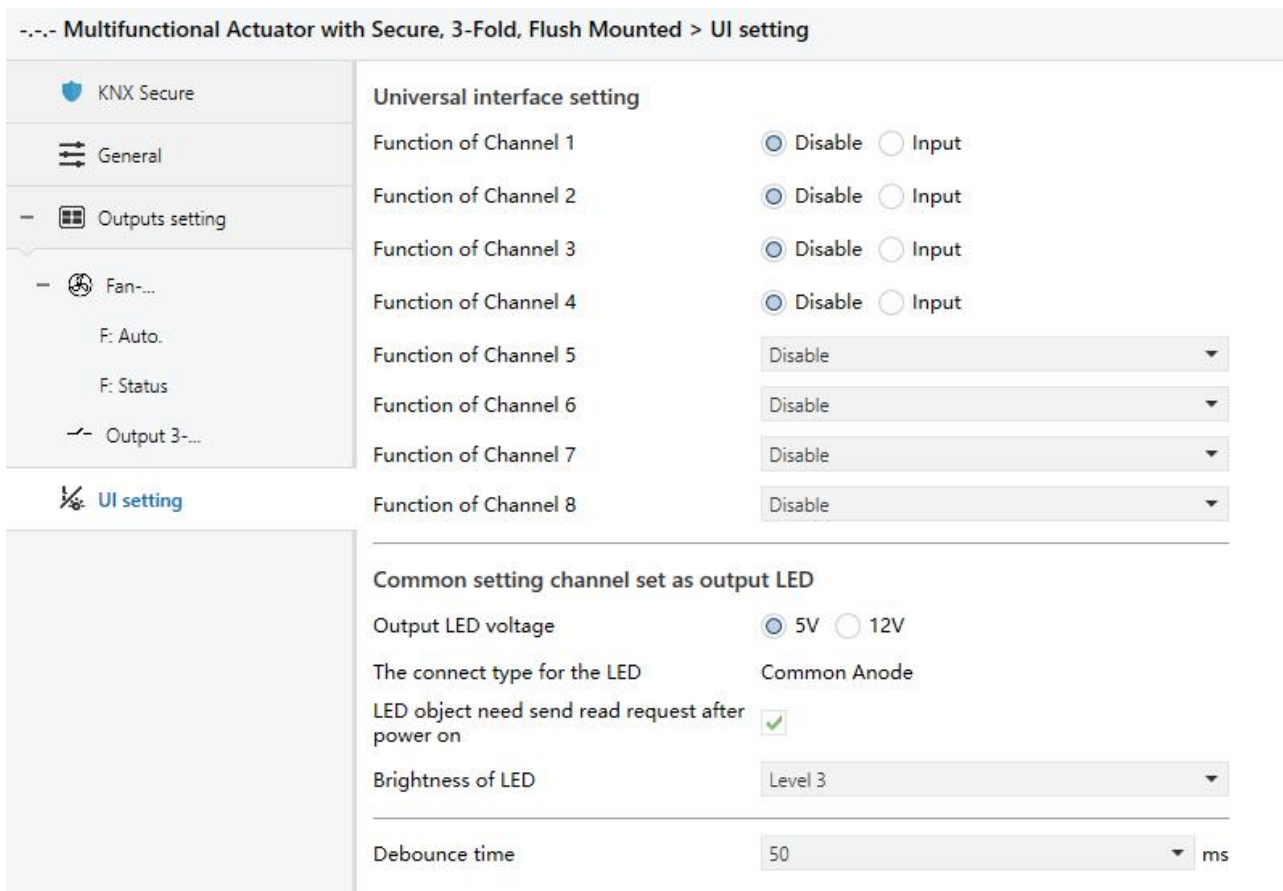 -.-.- Multifunctional Actuator with Secure, 3-Fold, Flush Mounted > UI setting
KNX Secure
General
Outputs setting
Fan-...
F: Auto.
F: Status
Output 3-...
UI setting
Universal interface setting
Function of Channel 1 Disable Input
Function of Channel 2 Disable Input
Function of Channel 3 Disable Input
Function of Channel 4 Disable Input
Function of Channel 5 Disable
Function of Channel 6 Disable
Function of Channel 7 Disable
Function of Channel 8 Disable
Common setting channel set as output LED
Output LED voltage 5V 12V
The connect type for the LED Common Anode
LED object need send read request after
power on
Brightness of LED Level 3
Debounce time 50 ms